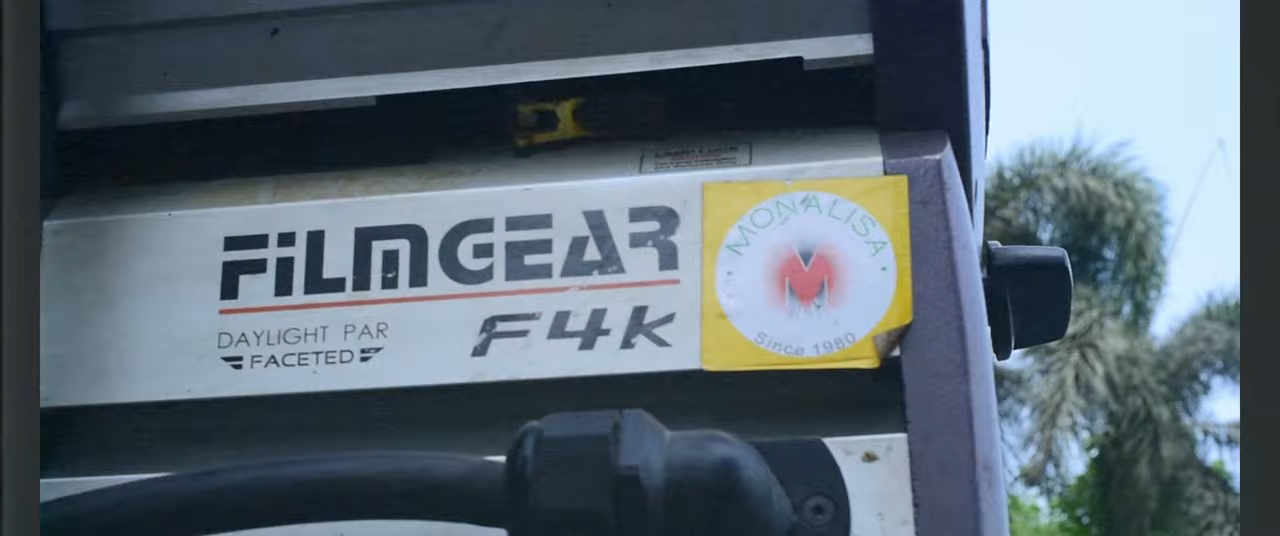 FiLMGEAR
DAYLIGHT PAR
FACETED
F4k
MONALISA
M
Since 1980